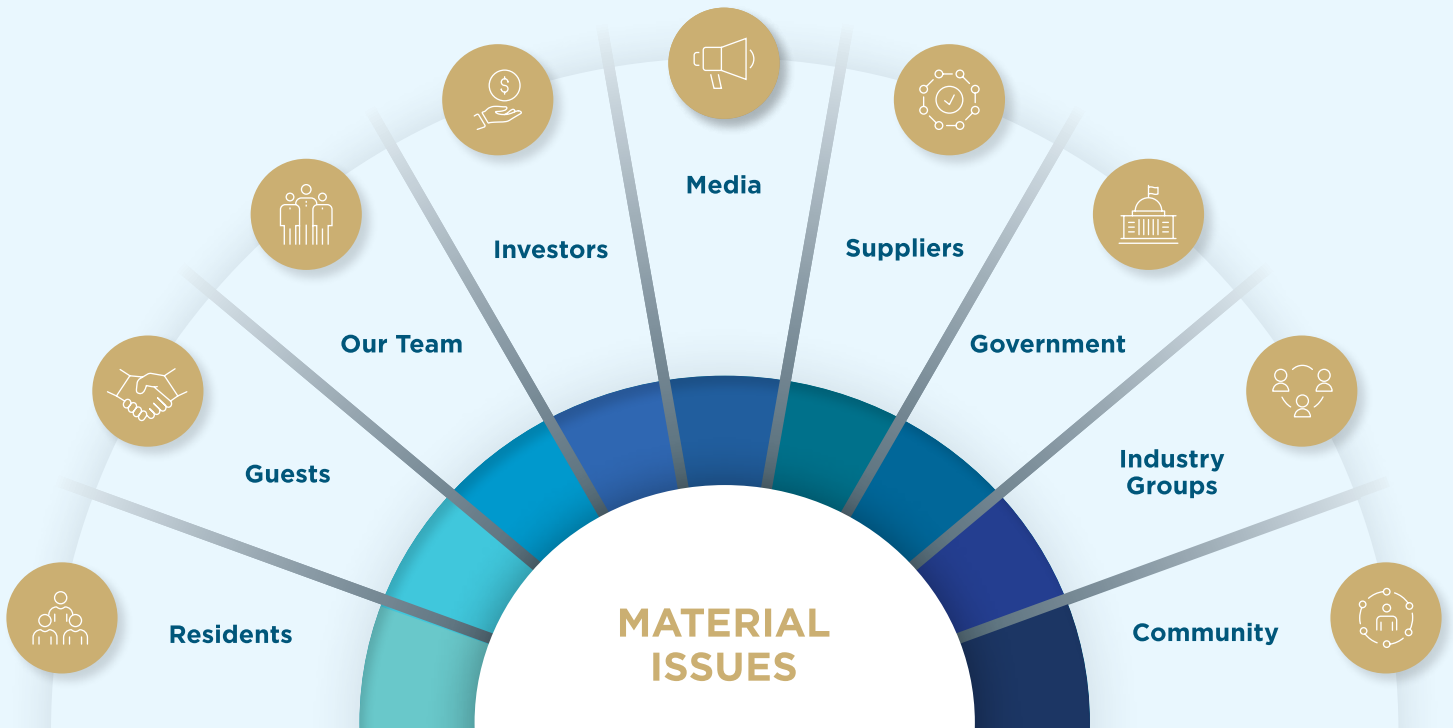 Media
Investors
Suppliers
Our Team
Government
Guests
Industry
Groups
Residents
Community
MATERIAL
ISSUES
$